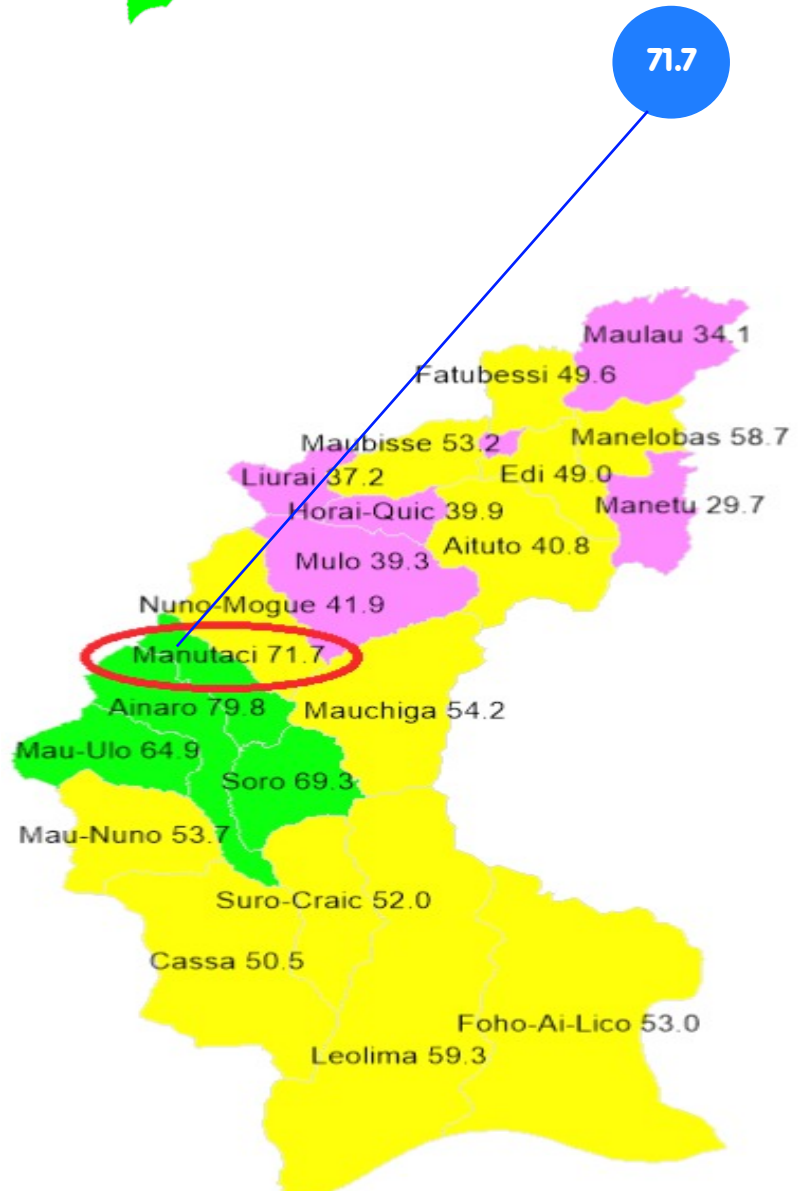 71.7
Maulau 34.1
Fatubessi 49.6
Manelobas 58.7
Maubisse 53.2
Edi 49.0
Liurai 37.2
Manetu 29.7
Horai-Quic 39.9
Aituto 40.8
Mulo 39.3
Nuno-Mogue 41.9
Manutaci 71.7
Ainaro 79.8
Mauchiga 54.2
Mau-Ulo 64.9
Soro 69.3
Mau-Nuno 53.7
Suro-Craic 52.0
Cassa 50.5
Foho-Ai-Lico 53.0
Leolima 59.3